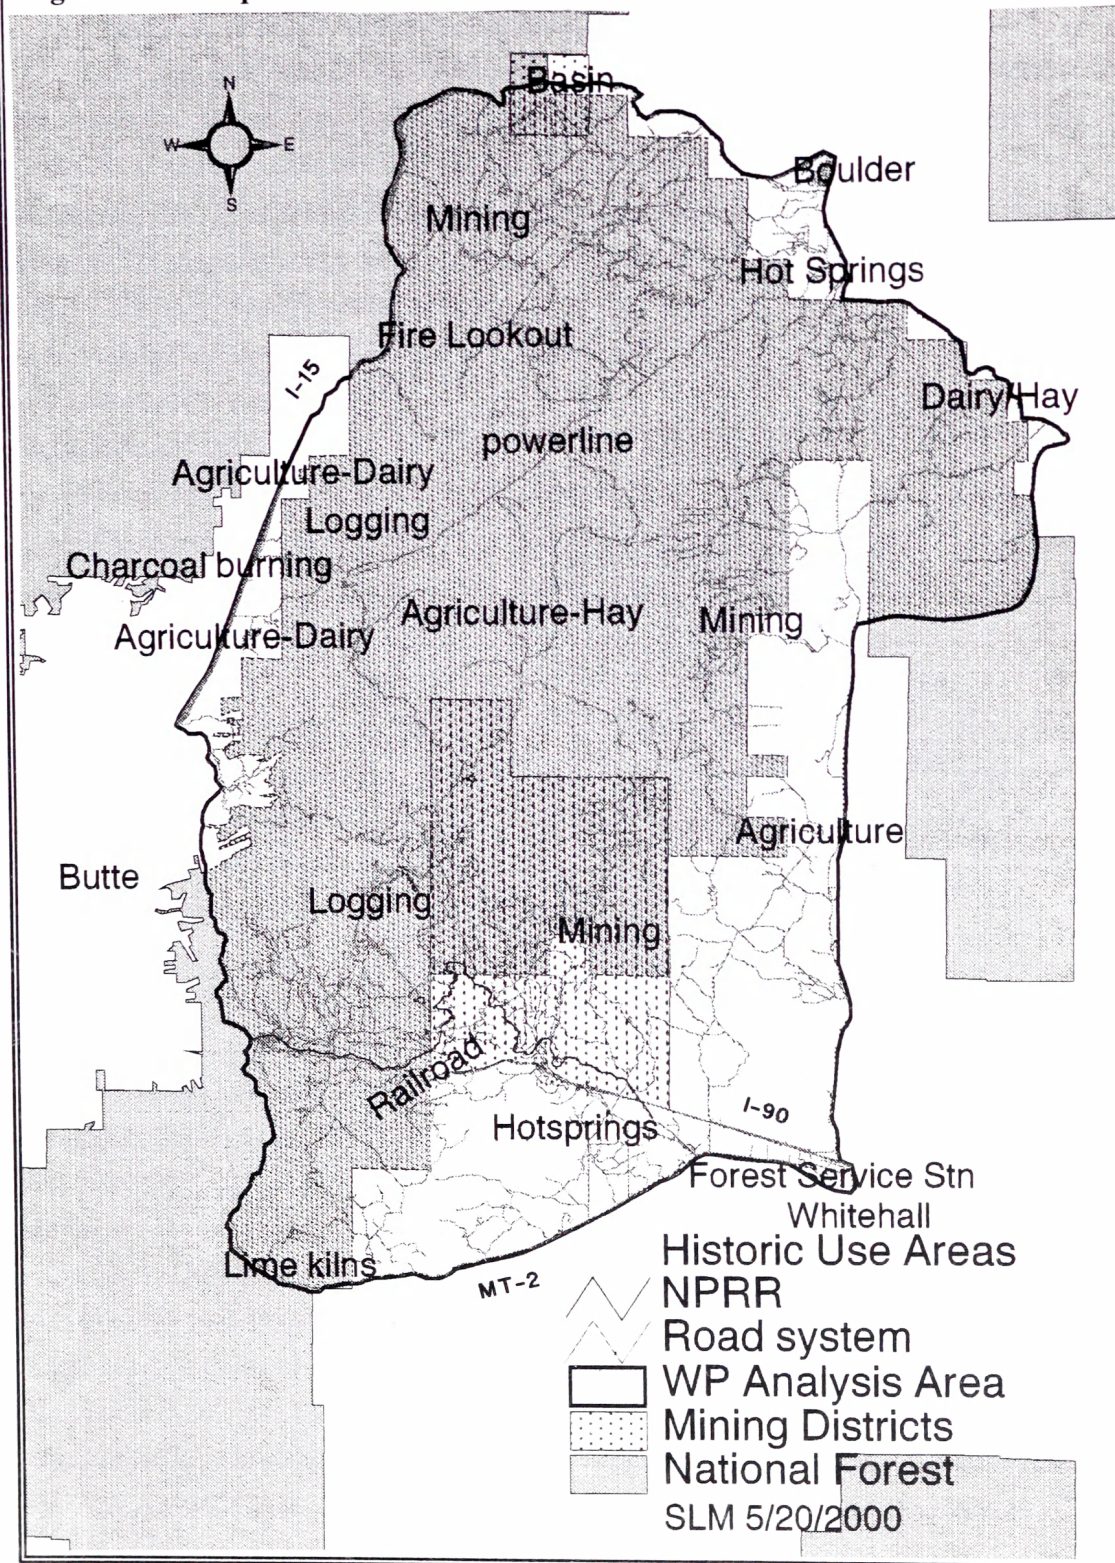 Basin
N
W E
S
Boulder
Mining
Hot Springs
Fire Lookout
I-15
Dairy/Hay
powerline
Agriculture-Dairy
Logging
Charcoal burning
Agriculture-Hay
Mining
Agriculture-Dairy
Agriculture
Butte
Logging
Mining
Railroad
I-90
Hotsprings
Forest Service Stn
Whitehall
Lime kilns
MT-2
Historic Use Areas
NPRR
Road system
WP Analysis Area
Mining Districts
National Forest
SLM 5/20/2000